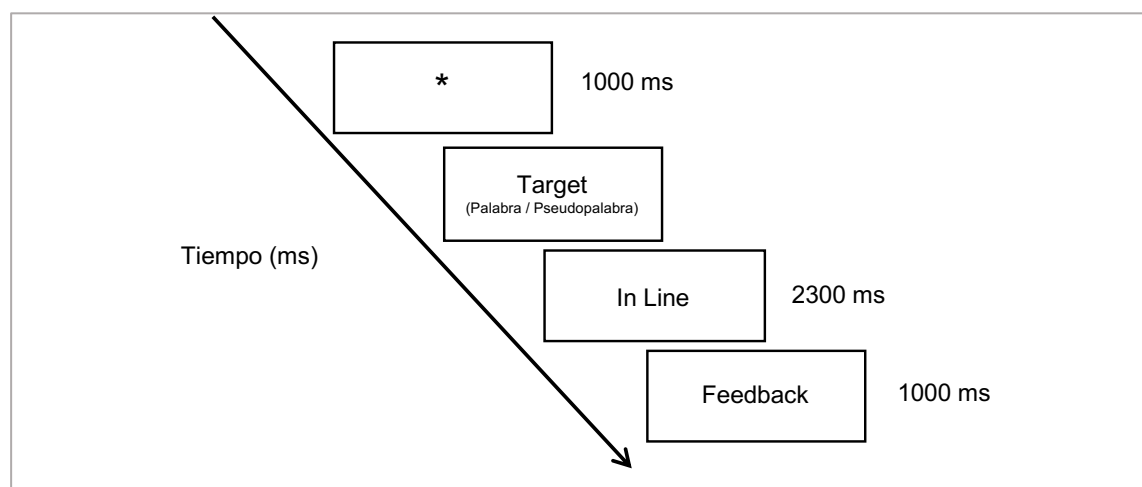 *
1000 ms
Target
(Palabra / Pseudopalabra)
Tiempo (ms)
In Line
2300 ms
Feedback
1000 ms